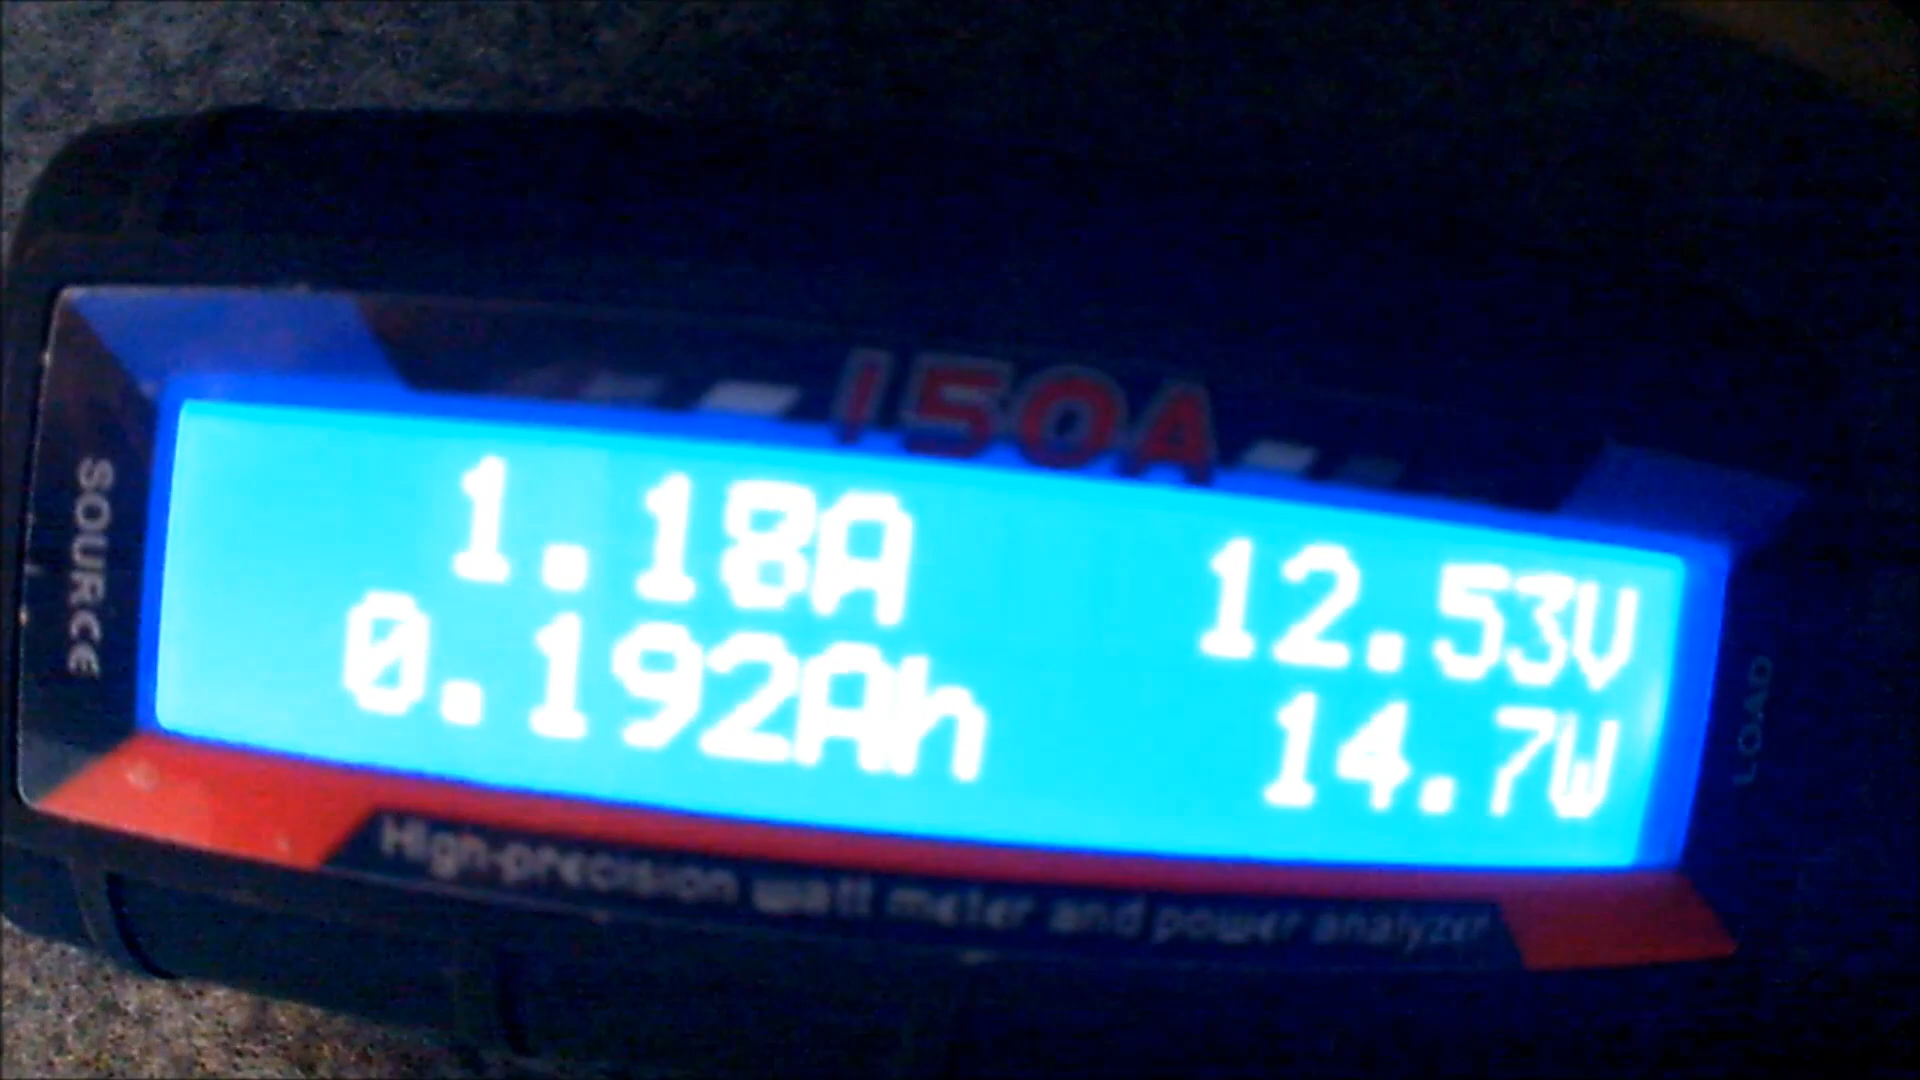 150A
SOURCE
1.18A 12.53V
0.192Ah 14.7W
LOAD
High-precision watt meter and power analyzer